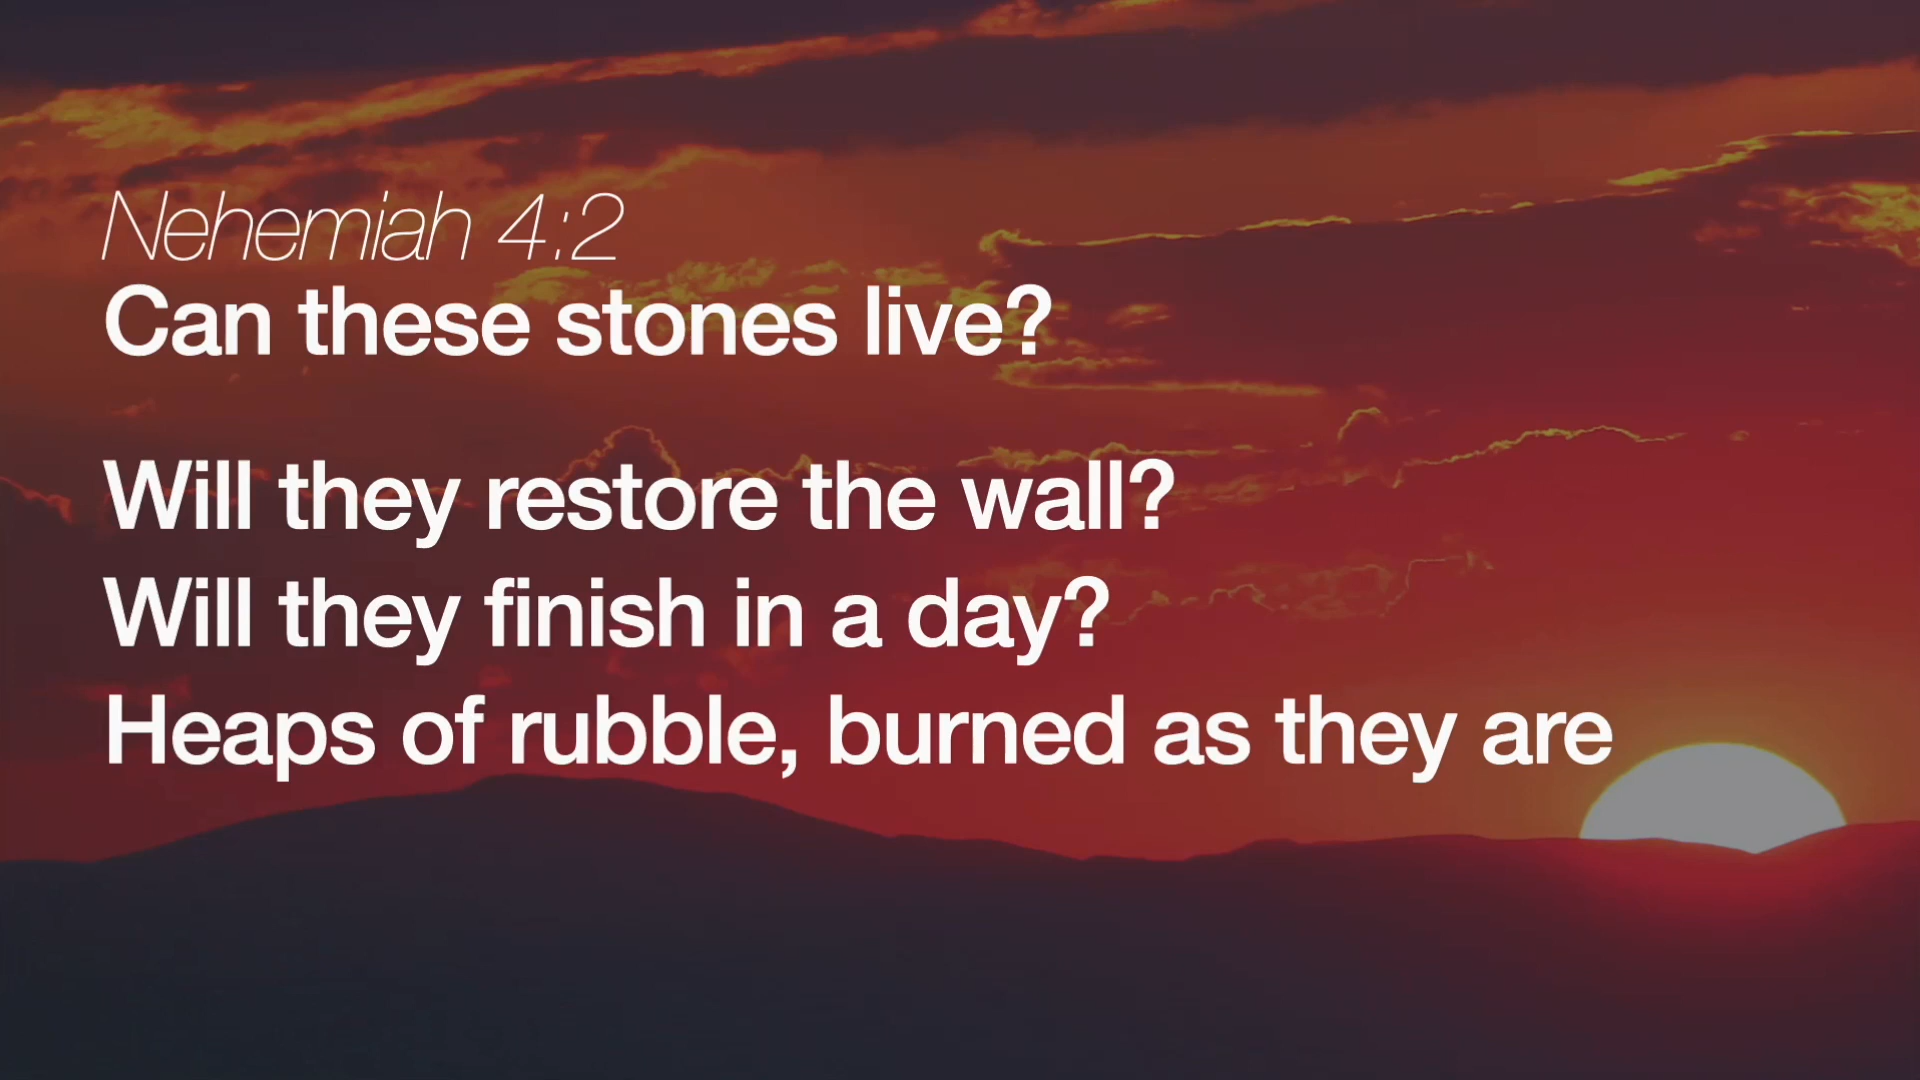 Nehemiah 4:2
Can these stones live?
Will they restore the wall?
Will they finish in a day?
Heaps of rubble, burned as they are